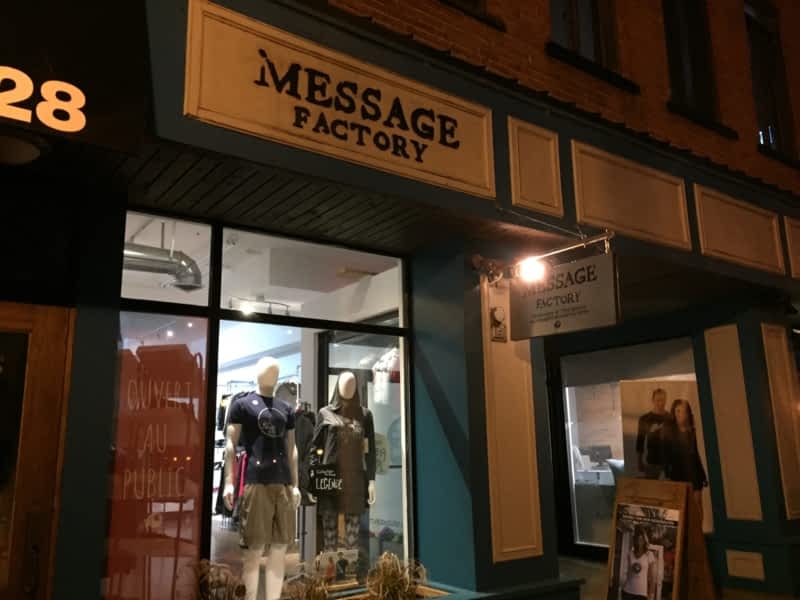 28
MESSAGE
FACTORY
MESSAGE
FACTORY
OUVERT
AU
PUBLIC
LEGENDE